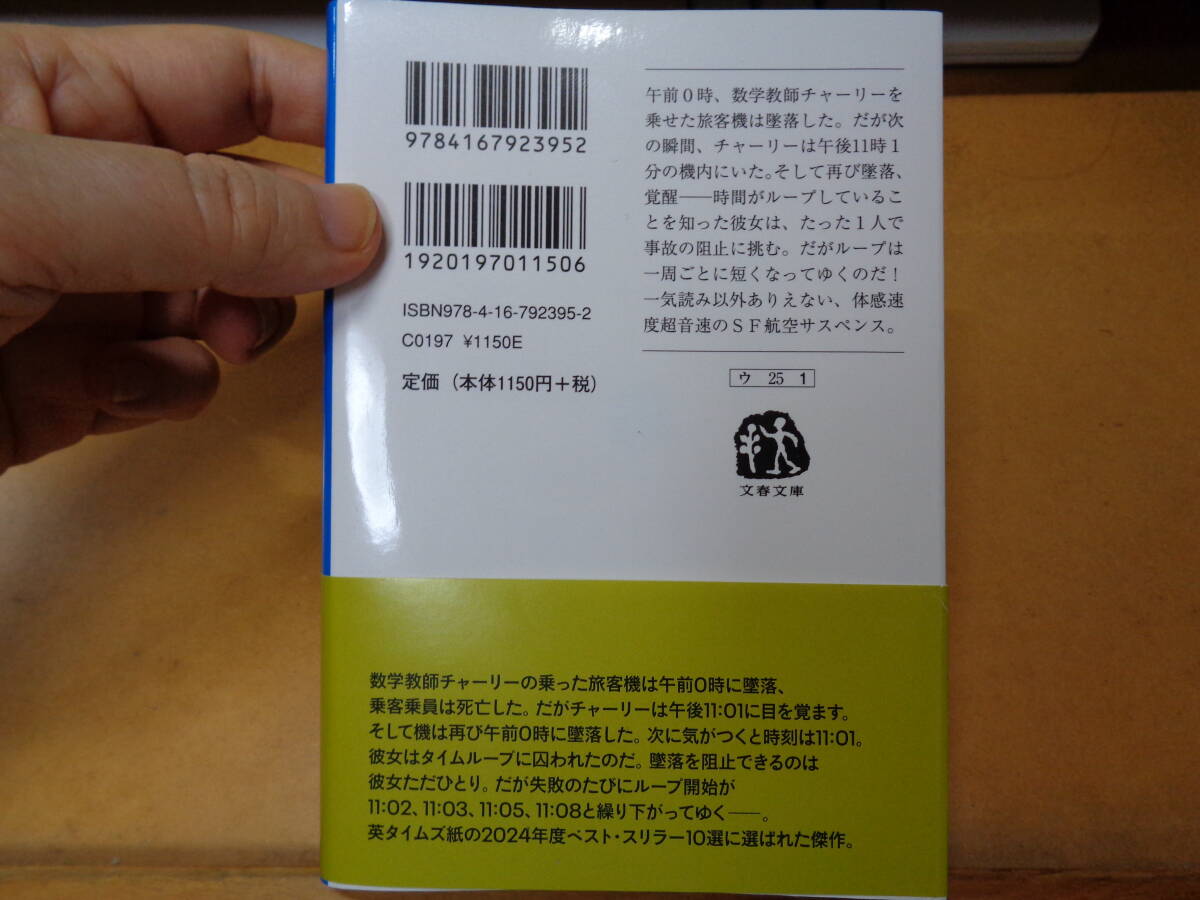 9784167923952
1920197011506
ISBN978-4-16-792395-2
C0197 ¥1150E
定価（本体1150円＋税）
午前０時、数学教師チャーリーを
乗せた旅客機は墜落した。だが次
の瞬間、チャーリーは午後11時１
分の機内にいた。そして再び墜落、
覚醒――時間がループしているこ
とを知った彼女は、たった１人で
事故の阻止に挑む。だがループは
一周ごとに短くなってゆくのだ！
一気読み以外ありえない、体感速
度超音速のＳＦ航空サスペンス。
ウ 25 1
文春文庫
数学教師チャーリーの乗った旅客機は午前0時に墜落、
乗客乗員は死亡した。だがチャーリーは午後11:01に目を覚ます。
そして機は再び午前0時に墜落した。次に気がつくと時刻は11:01。
彼女はタイムループに囚われたのだ。墜落を阻止できるのは
彼女ただひとり。だが失敗のたびにループ開始が
11:02、11:03、11:05、11:08と繰り下がってゆく――。
英タイムズ紙の2024年度ベスト・スリラー10選に選ばれた傑作。